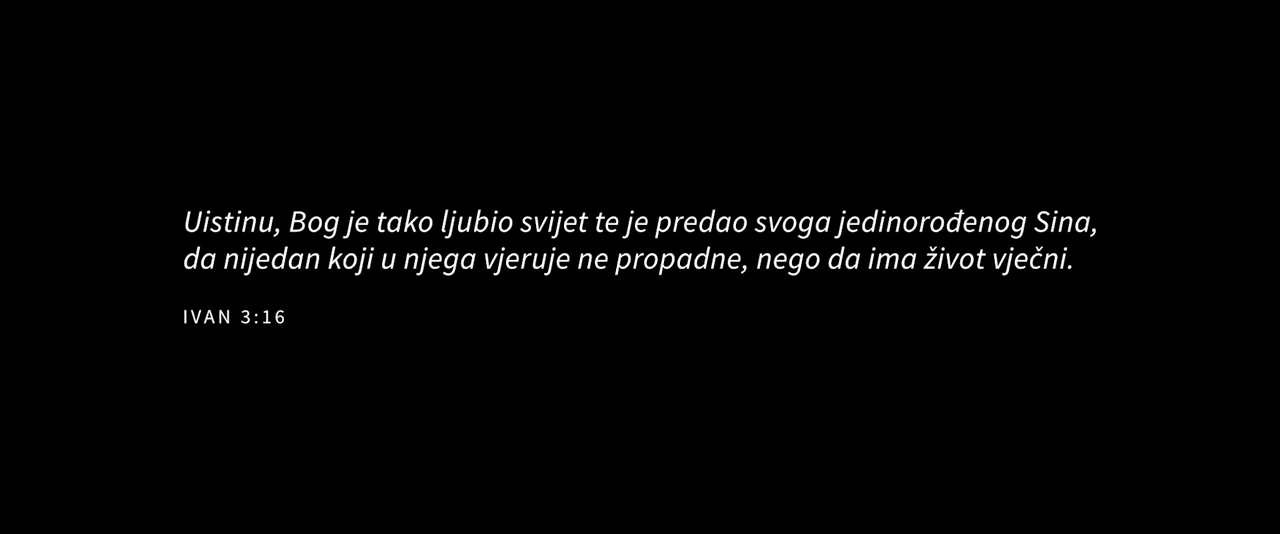 Uistinu, Bog je tako ljubio svijet te je predao svoga jedinorođenog Sina,
da nijedan koji u njega vjeruje ne propadne, nego da ima život vječni.
IVAN 3:16